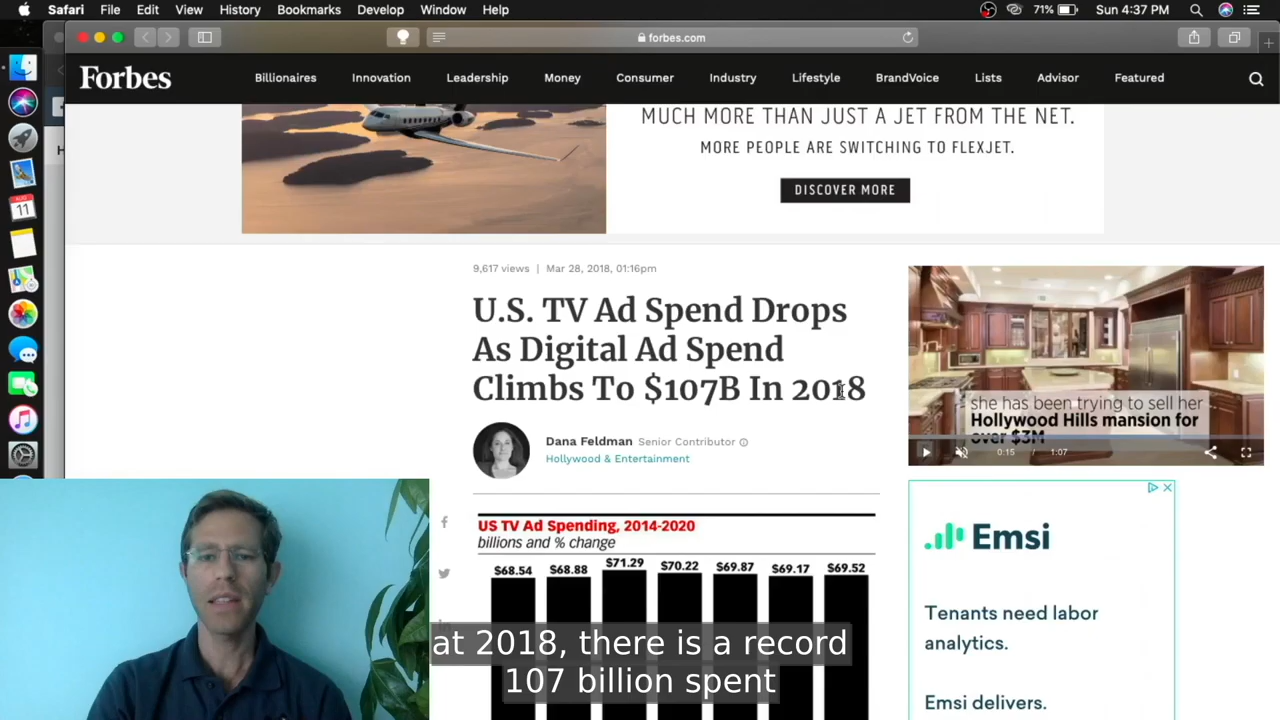 Safari File Edit View History Bookmarks Develop Window Help 71% Sun 4:37 PM
forbes.com
Forbes Billionaires Innovation Leadership Money Consumer Industry Lifestyle BrandVoice Lists Advisor Featured
MUCH MORE THAN JUST A JET FROM THE NET.
MORE PEOPLE ARE SWITCHING TO FLEXJET.
DISCOVER MORE
AUG
11
H
9,617 views | Mar 28, 2018, 01:16pm
U.S. TV Ad Spend Drops
As Digital Ad Spend
Climbs To $107B In 2018
Dana Feldman Senior Contributor
Hollywood & Entertainment
she has been trying to sell her
Hollywood Hills mansion for
over $3M
0:15 / 1:07
US TV Ad Spending, 2014-2020
billions and % change
$68.54 $68.88 $71.29 $70.22 $69.87 $69.17 $69.52
Emsi
Tenants need labor
analytics.
Emsi delivers.
at 2018, there is a record
107 billion spent